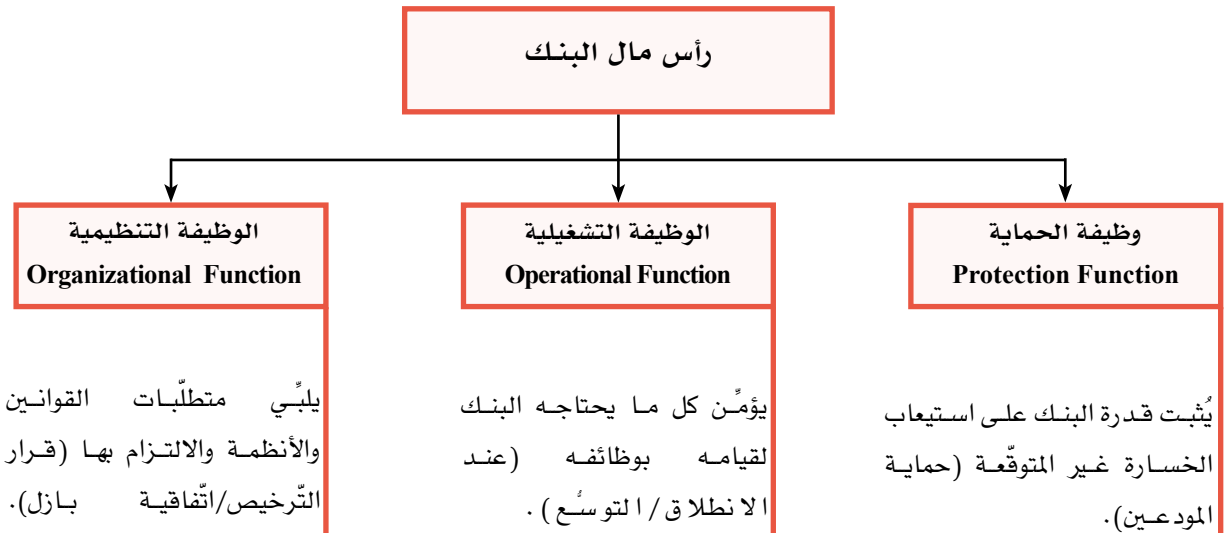 رأس مال البنك
وظيفة الحماية
Protection Function
يُثبت قدرة البنك على استيعاب
الخسارة غير المتوقّعة (حماية
المودعين).
الوظيفة التشغيلية
Operational Function
يؤمِّن كل ما يحتاجه البنك
لقيامه بوظائفه (عند
الانطلاق/التوسُّع).
الوظيفة التنظيمية
Organizational Function
يلبِّي متطلّبات القوانين
والأنظمة والالتزام بها (قرار
التّرخيص/اتّفاقية بازل).